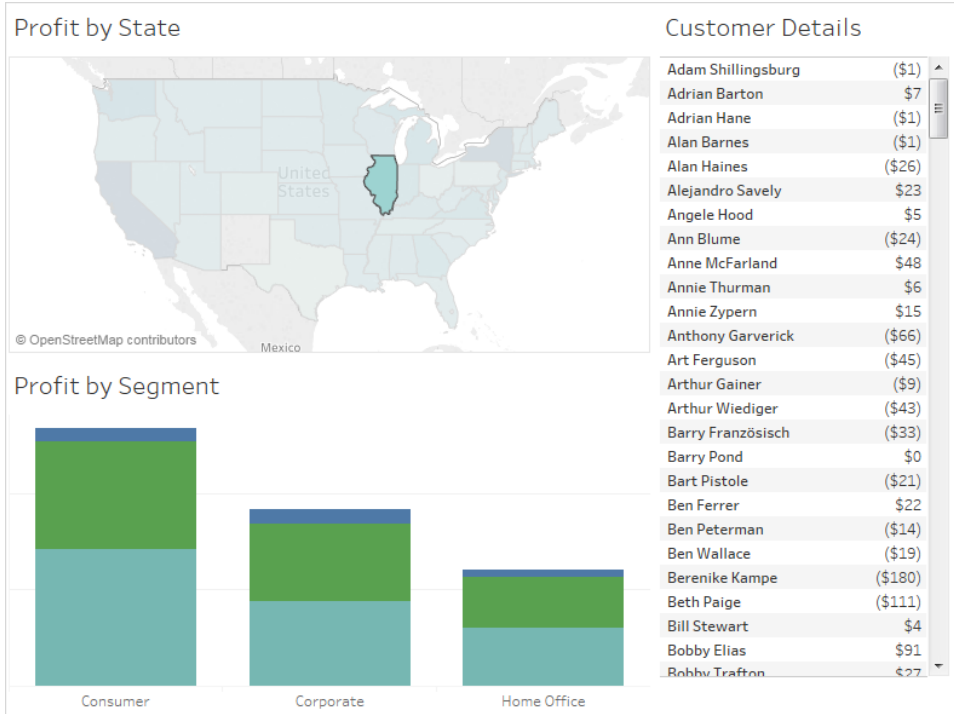 Profit by State
United
States
© OpenStreetMap contributors
Mexico
Profit by Segment
Consumer
Corporate
Home Office
Customer Details
Adam Shillingsburg ($1)
Adrian Barton $7
Adrian Hane ($1)
Alan Barnes ($1)
Alan Haines ($26)
Alejandro Savely $23
Angele Hood $5
Ann Blume ($24)
Anne McFarland $48
Annie Thurman $6
Annie Zypern $15
Anthony Garverick ($66)
Art Ferguson ($45)
Arthur Gainer ($9)
Arthur Wiediger ($43)
Barry Französisch ($33)
Barry Pond $0
Bart Pistole ($21)
Ben Ferrer $22
Ben Peterman ($14)
Ben Wallace ($19)
Berenike Kampe ($180)
Beth Paige ($111)
Bill Stewart $4
Bobby Elias $91
Bobby Trafton $27